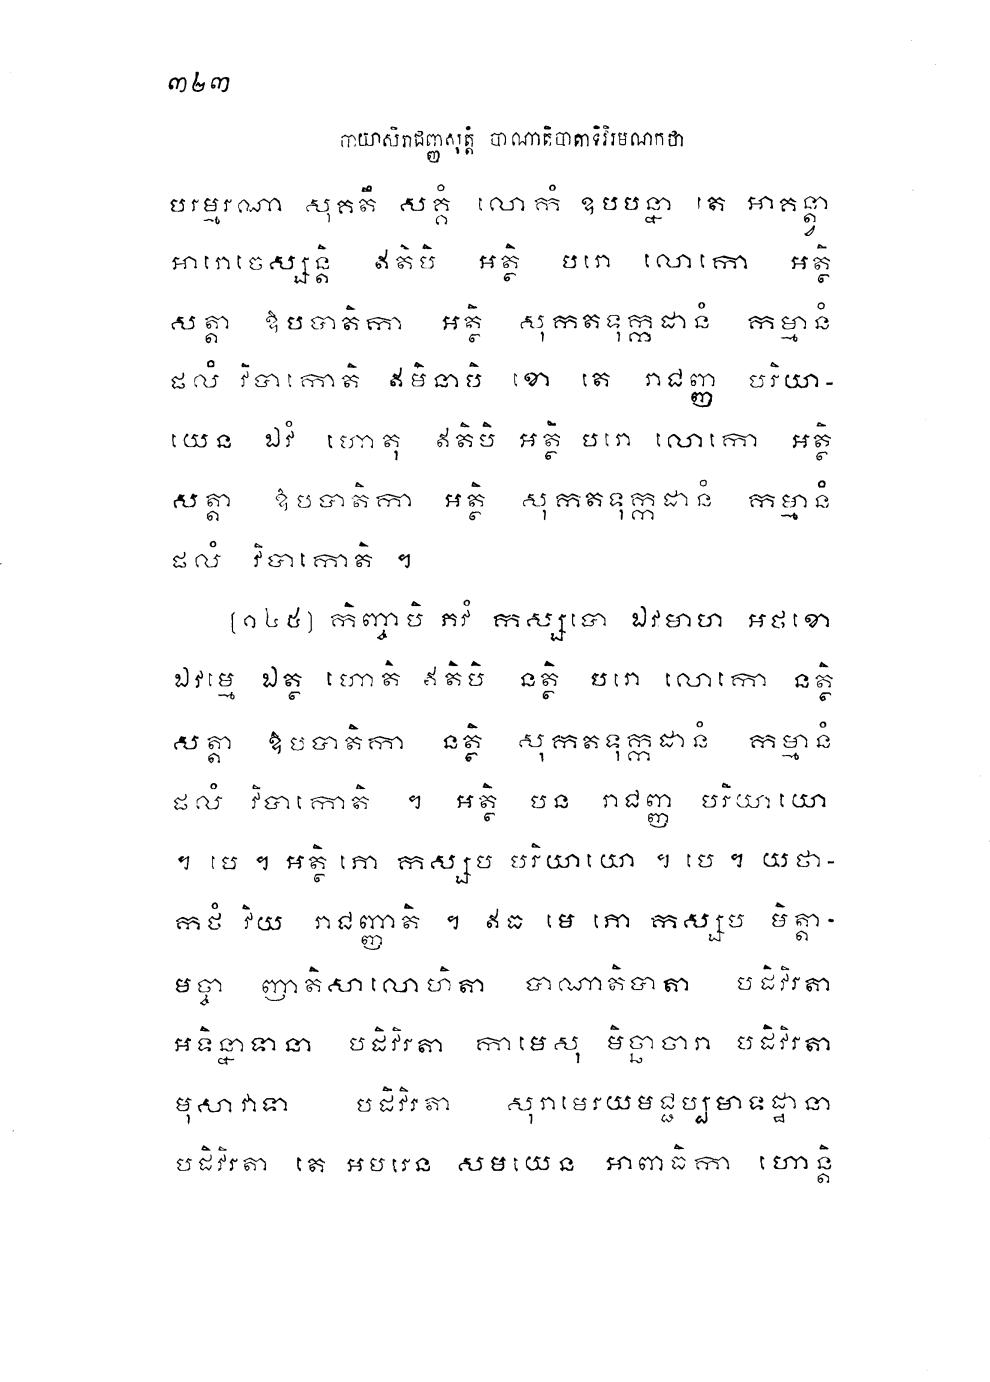 ៣២៣
បាយាសិរាជញ្ញសុត្តំ បាណាតិបាតាទិវិរមណកថា
បរម្មរណា សុគតឹ សគ្គំ លោកំ ឧបបន្នា តេ អាគន្ត្វា
អារោចេស្សន្តិ ឥតិបិ អត្ថិ បរោ លោកោ អត្ថិ
សត្តា ឱបបាតិកា អត្ថិ សុកតទុក្កដានំ កម្មានំ
ផលំ វិបាកោតិ ឥមិនាបិ ខោ តេ រាជញ្ញ បរិយា-
យេន ឯវំ ហោតុ ឥតិបិ អត្ថិ បរោ លោកោ អត្ថិ
សត្តា ឱបបាតិកា អត្ថិ សុកតទុក្កដានំ កម្មានំ
ផលំ វិបាកោតិ ។
[១៤៥] កិញ្ចាបិ ភវំ កស្សបោ ឯវមាហ អថខោ
ឯវម្មេ ឯត្ថ ហោតិ ឥតិបិ នត្ថិ បរោ លោកោ នត្ថិ
សត្តា ឱបបាតិកា នត្ថិ សុកតទុក្កដានំ កម្មានំ
ផលំ វិបាកោតិ ។ អត្ថិ បន រាជញ្ញ បរិយាយោ
។ បេ ។ អត្ថិ ភោ កស្សប បរិយាយោ ។ បេ ។ យថា-
កថំ វិយ រាជញ្ញាតិ ។ ឥធ មេ ភោ កស្សប មិត្តា-
មច្ចា ញាតិសាលោហិតា បាណាតិបាតា បដិវិរតា
អទិន្នាទានា បដិវិរតា កាមេសុ មិច្ឆាចារា បដិវិរតា
មុសាវាទា បដិវិរតា សុរាមេរយមជ្ជប្បមាទដ្ឋានា
បដិវិរតា តេ អបរេន សមយេន អាពាធិកា ហោន្តិ